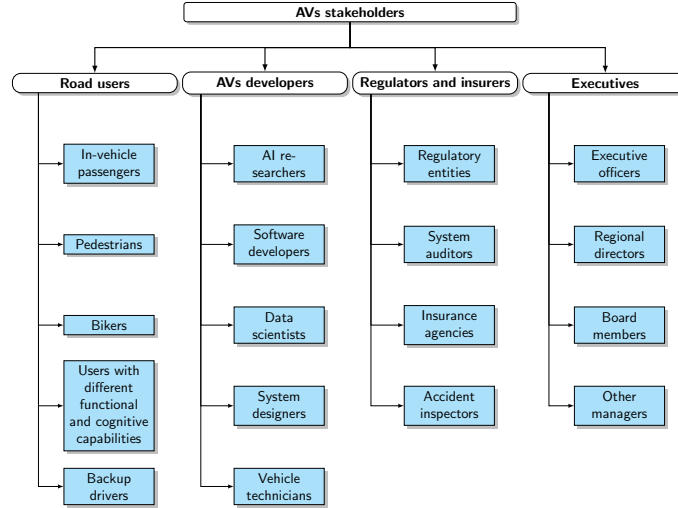 AVs stakeholders
Road users
AVs developers
Regulators and insurers
Executives
In-vehicle
passengers
Pedestrians
Bikers
Users with
different
functional
and cognitive
capabilities
Backup
drivers
AI re-
searchers
Software
developers
Data
scientists
System
designers
Vehicle
technicians
Regulatory
entities
System
auditors
Insurance
agencies
Accident
inspectors
Executive
officers
Regional
directors
Board
members
Other
managers